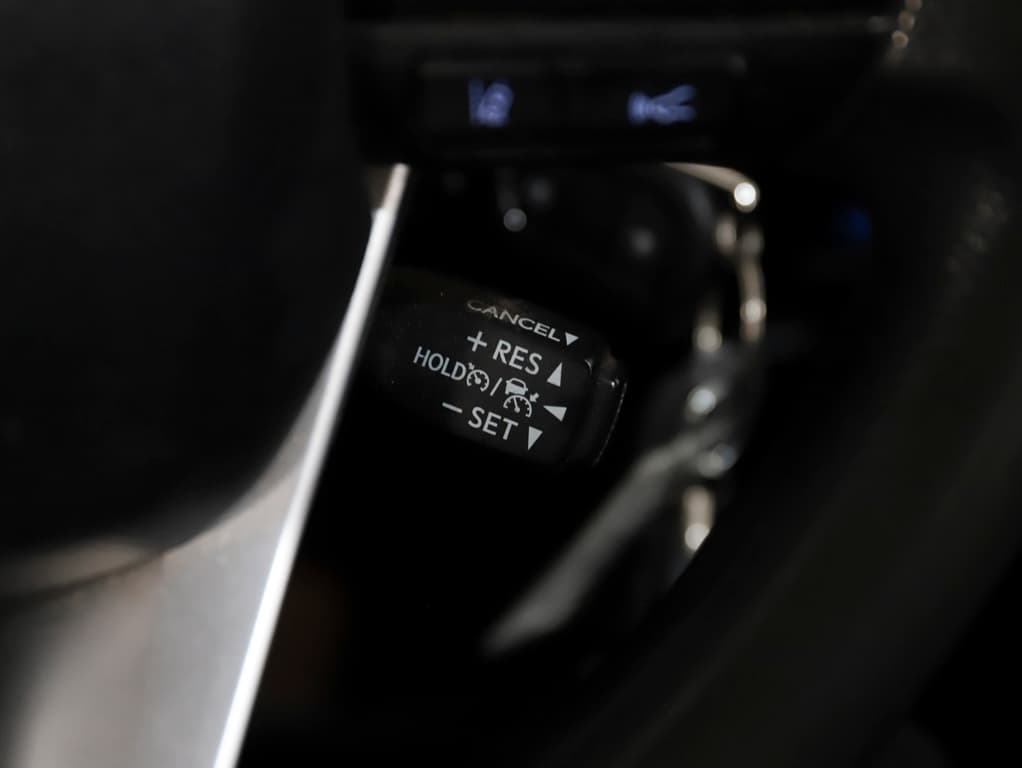 CANCEL▼
+ RES ▲
HOLD / ◄
− SET ▼